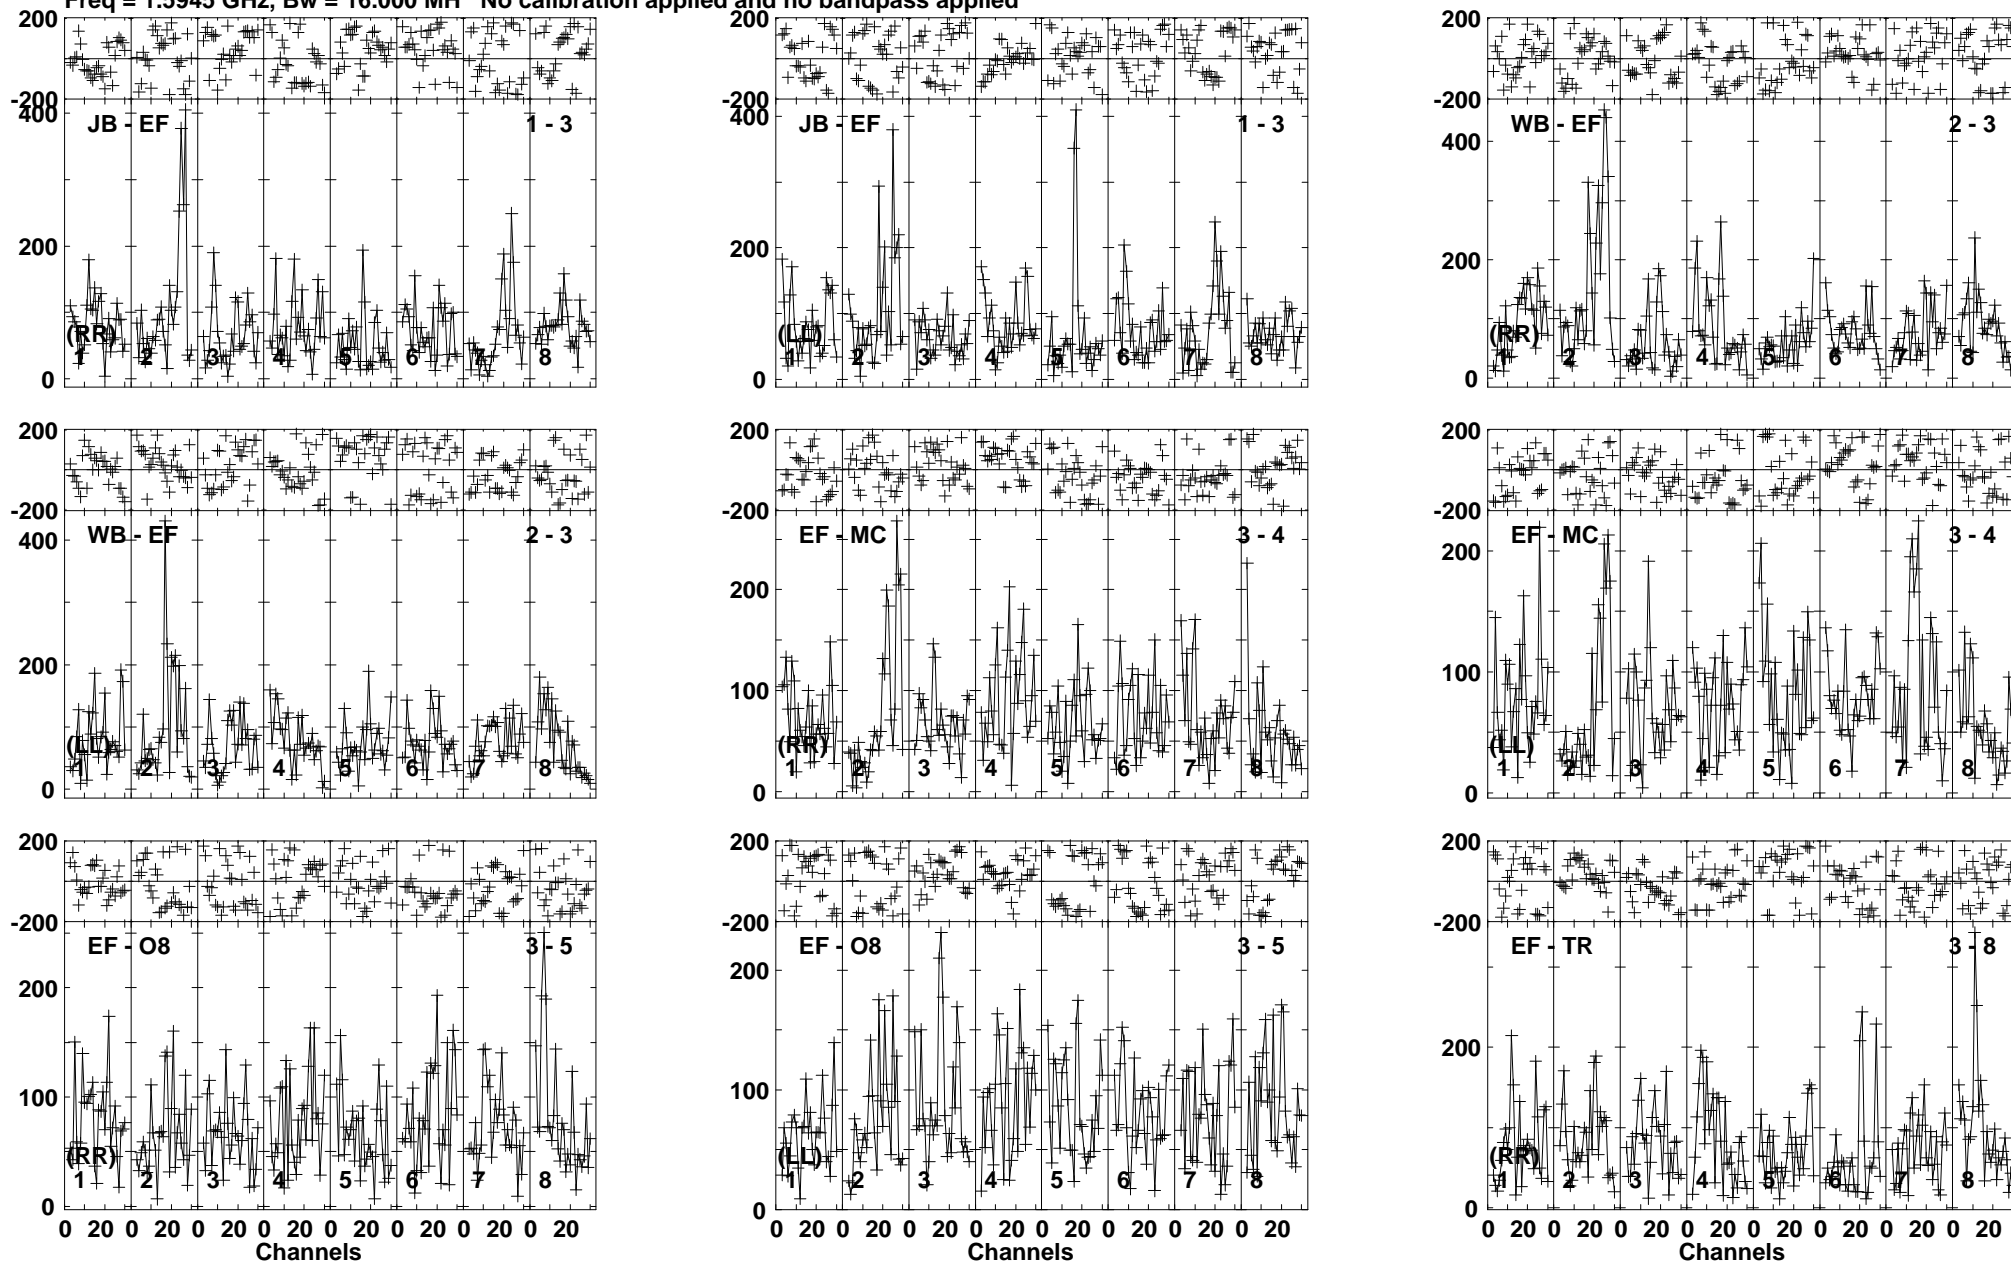 Freq = 1.5945 GHz, Bw = 16.000 MH No calibration applied and no bandpass applied
200 200 200
-200 -200 -200
JB - EF 1 - 3 JB - EF 1 - 3 WB - EF 2 - 3
400 400 400
200 200 200
(RR) (LL) (RR)
1 2 3 4 5 6 7 8 1 2 3 4 5 6 7 8 1 2 3 4 5 6 7 8
0 0 0
200 200 200
-200 -200 -200
WB - EF 2 - 3 EF - MC 3 - 4 EF - MC 3 - 4
400 200 200
200 100 100
(LL) (RR) (LL)
1 2 3 4 5 6 7 8 1 2 3 4 5 6 7 8 1 2 3 4 5 6 7 8
0 0 0
200 200 200
-200 -200 -200
EF - O8 3 - 5 EF - O8 3 - 5 EF - TR 3 - 8
200 200 200
100 100
(RR) (LL) (RR)
1 2 3 4 5 6 7 8 1 2 3 4 5 6 7 8 1 2 3 4 5 6 7 8
0 0 0
0 20 0 20 0 20 0 20 0 20 0 20 0 20 0 20 0 20 0 20 0 20 0 20 0 20 0 20 0 20 0 20 0 20 0 20 0 20 0 20 0 20 0 20 0 20 0 20
Channels Channels Channels